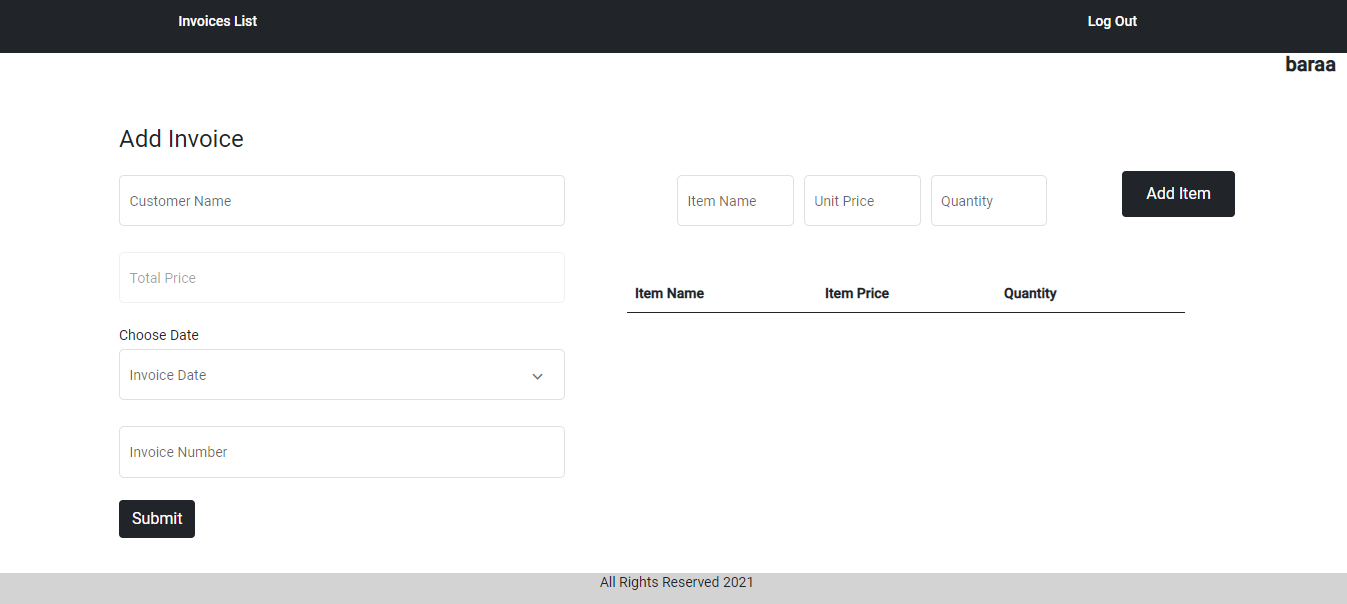 Invoices List
Log Out
baraa
Add Invoice
Customer Name
Total Price
Choose Date
Invoice Date
Invoice Number
Submit
Item Name Unit Price Quantity
Add Item
Item Name Item Price Quantity
All Rights Reserved 2021